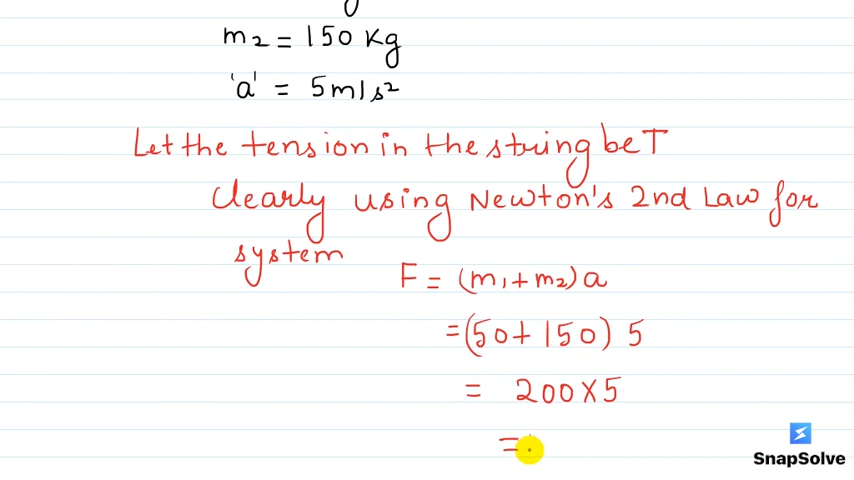 m2 = 150 Kg
'a' = 5m/s²
Let the tension in the string be T
Clearly using Newton's 2nd Law for
system
F = (m1+m2)a
=(50+150) 5
= 200×5
=
SnapSolve